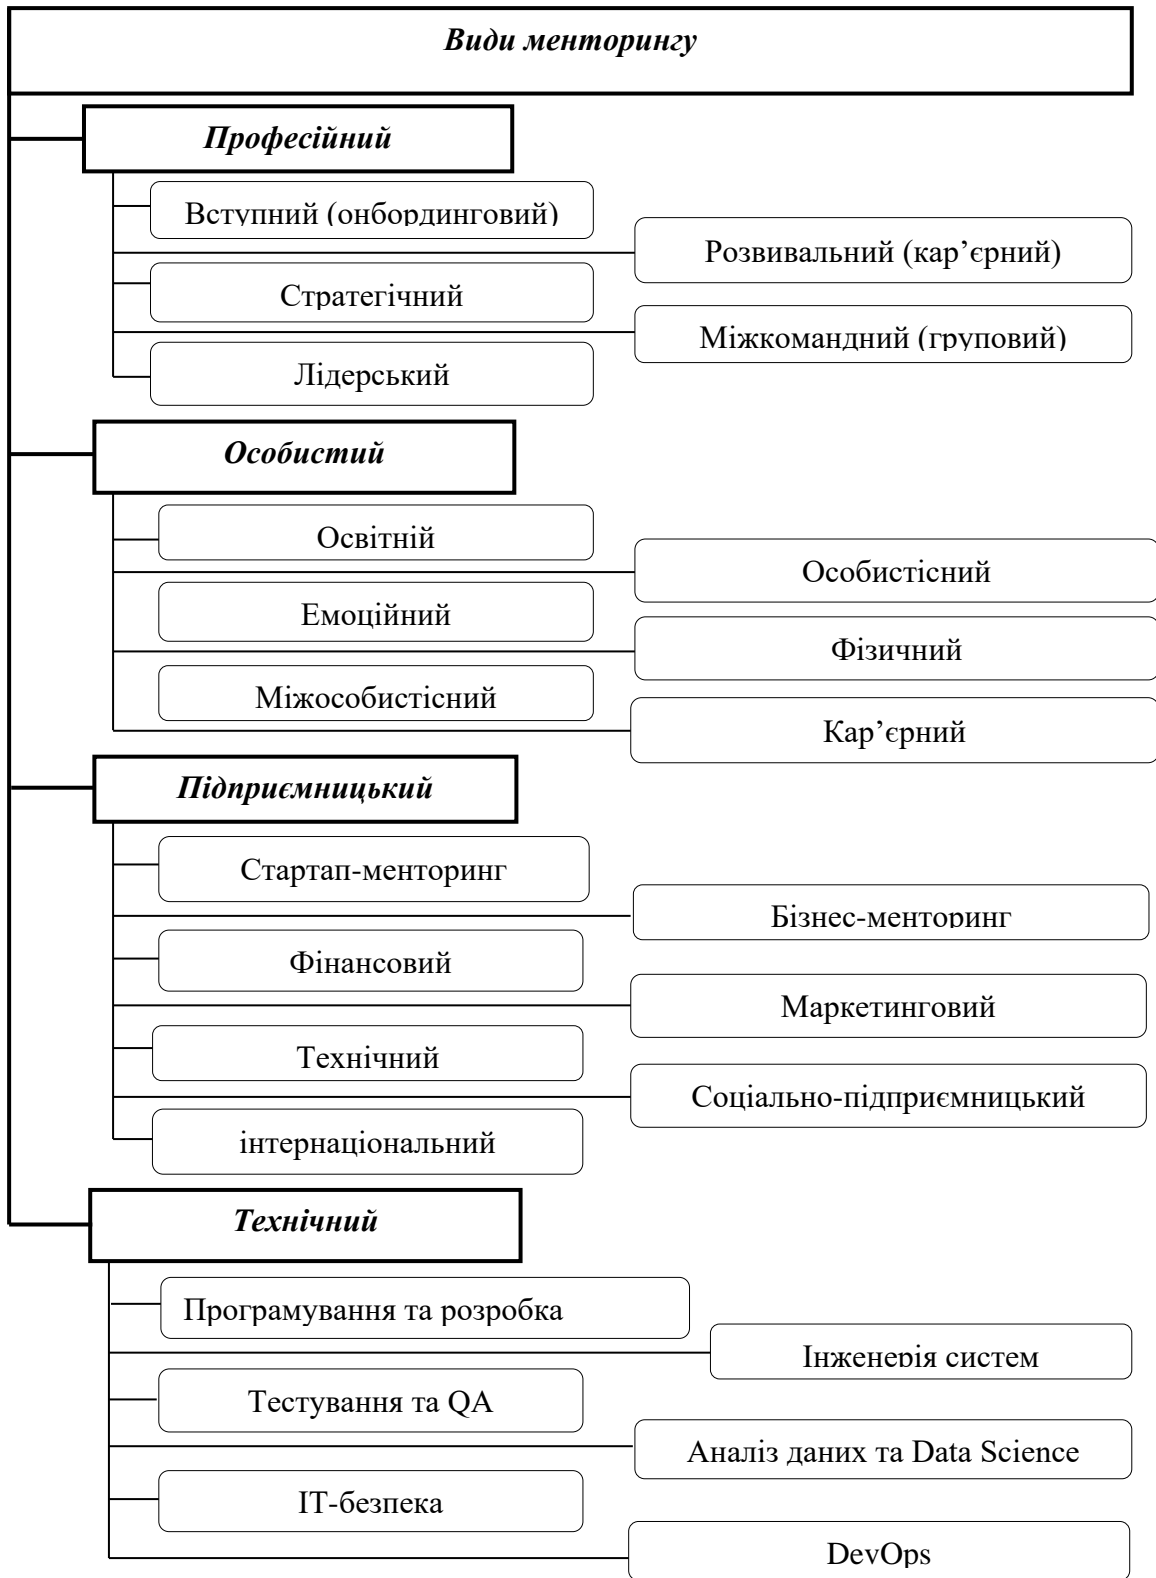 Види менторингу
Професійний
Вступний (онбординговий)
Розвивальний (кар’єрний)
Стратегічний
Міжкомандний (груповий)
Лідерський
Особистий
Освітній
Особистісний
Емоційний
Фізичний
Міжособистісний
Кар’єрний
Підприємницький
Стартап-менторинг
Бізнес-менторинг
Фінансовий
Маркетинговий
Технічний
Соціально-підприємницький
інтернаціональний
Технічний
Програмування та розробка
Інженерія систем
Тестування та QA
Аналіз даних та Data Science
ІТ-безпека
DevOps